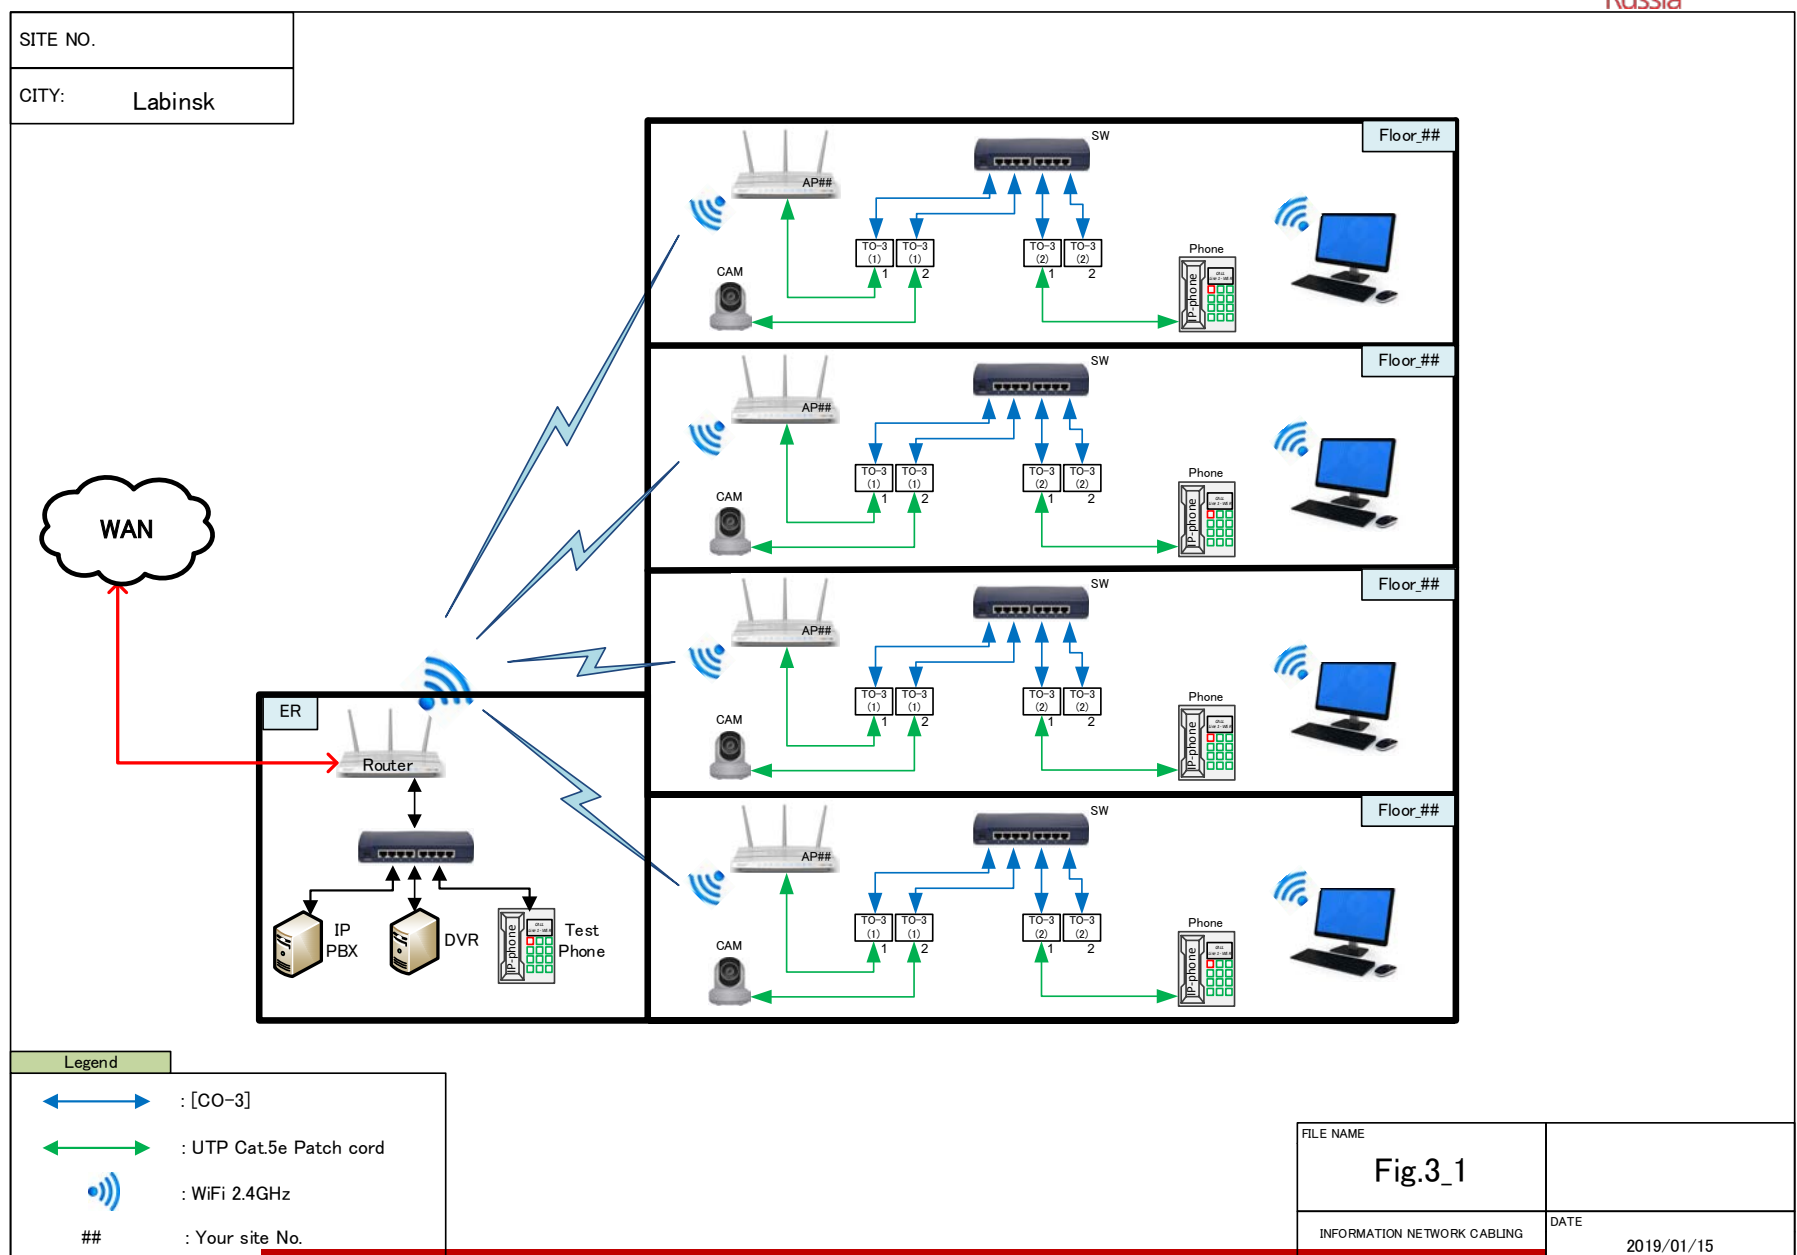 Russia
SITE NO.
CITY: Labinsk
SW
Floor_##
AP##
TO-3 (1) 1
TO-3 (1) 2
TO-3 (2) 1
TO-3 (2) 2
CAM
Phone
IP-phone
SW
Floor_##
AP##
TO-3 (1) 1
TO-3 (1) 2
TO-3 (2) 1
TO-3 (2) 2
CAM
Phone
IP-phone
SW
Floor_##
AP##
TO-3 (1) 1
TO-3 (1) 2
TO-3 (2) 1
TO-3 (2) 2
CAM
Phone
IP-phone
SW
Floor_##
AP##
TO-3 (1) 1
TO-3 (1) 2
TO-3 (2) 1
TO-3 (2) 2
CAM
Phone
IP-phone
WAN
ER
Router
IP
PBX
DVR
IP-phone
Test
Phone
Legend
: [CO-3]
: UTP Cat.5e Patch cord
: WiFi 2.4GHz
## : Your site No.
FILE NAME
Fig.3_1
INFORMATION NETWORK CABLING
DATE
2019/01/15